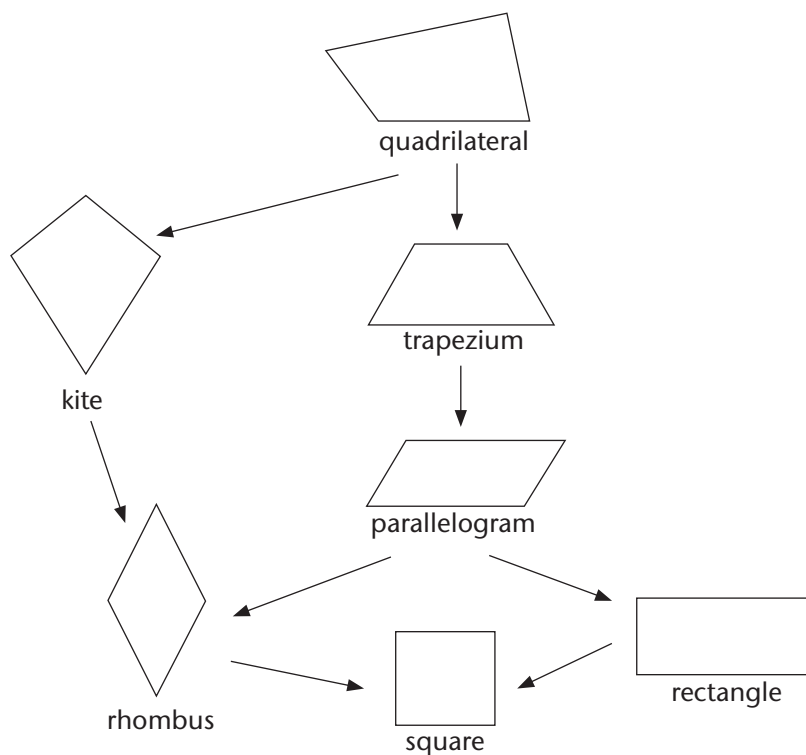 quadrilateral
trapezium
kite
parallelogram
rectangle
rhombus
square